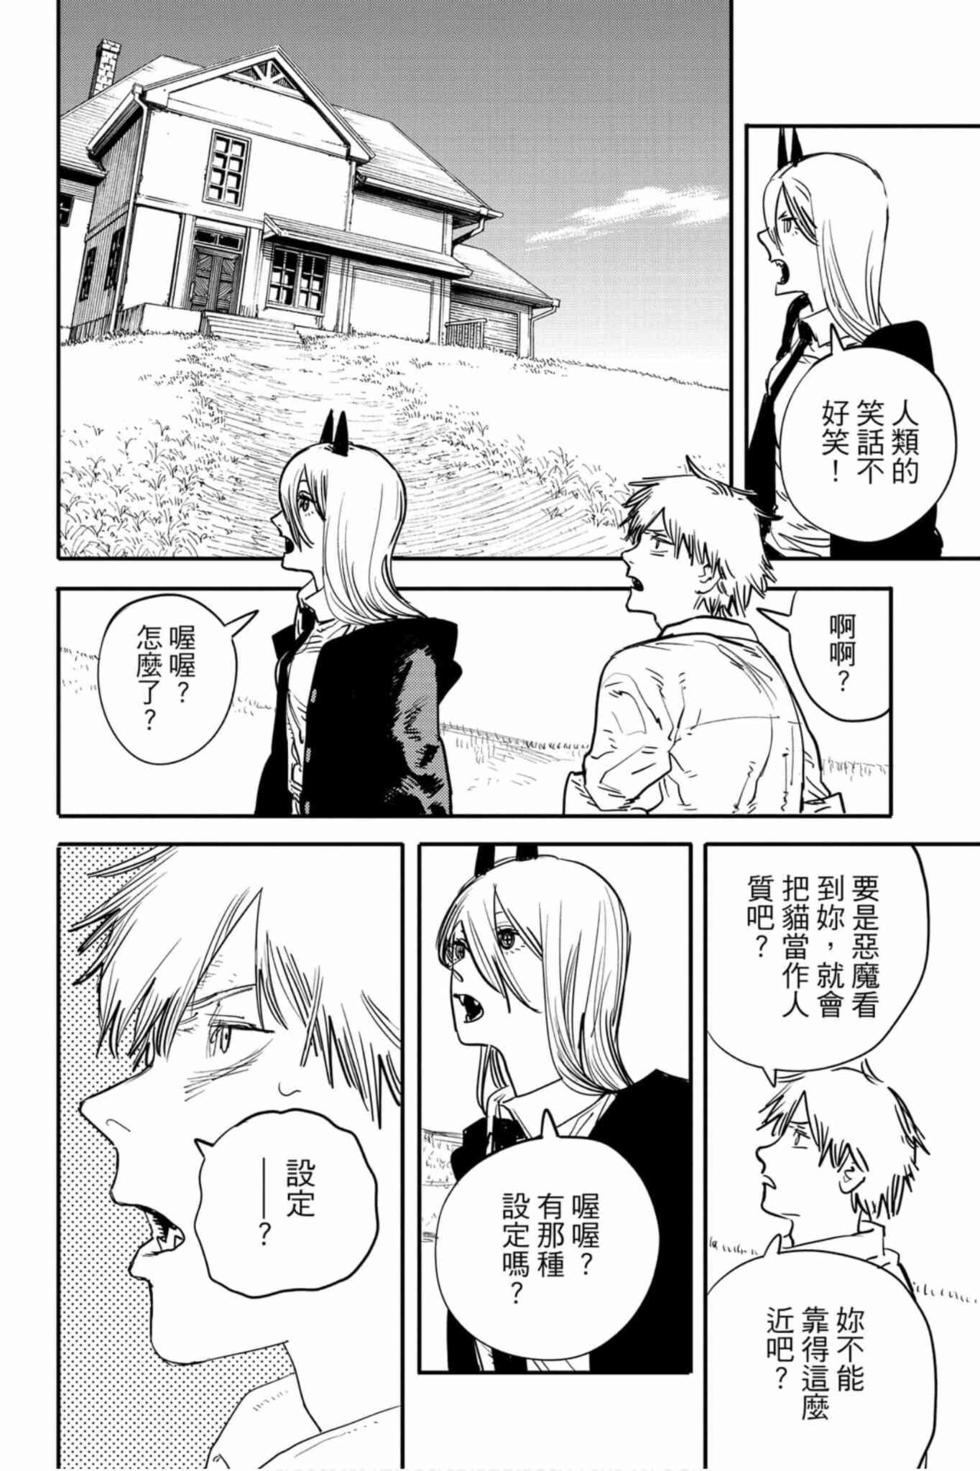 人類的
笑話不
好笑！
啊啊？
喔喔？
怎麼了？
要是惡魔看
到妳，就會
把貓當作人
質吧？
妳不能
靠得這麼
近吧？
喔喔？
有那種
設定嗎？
設定
——？